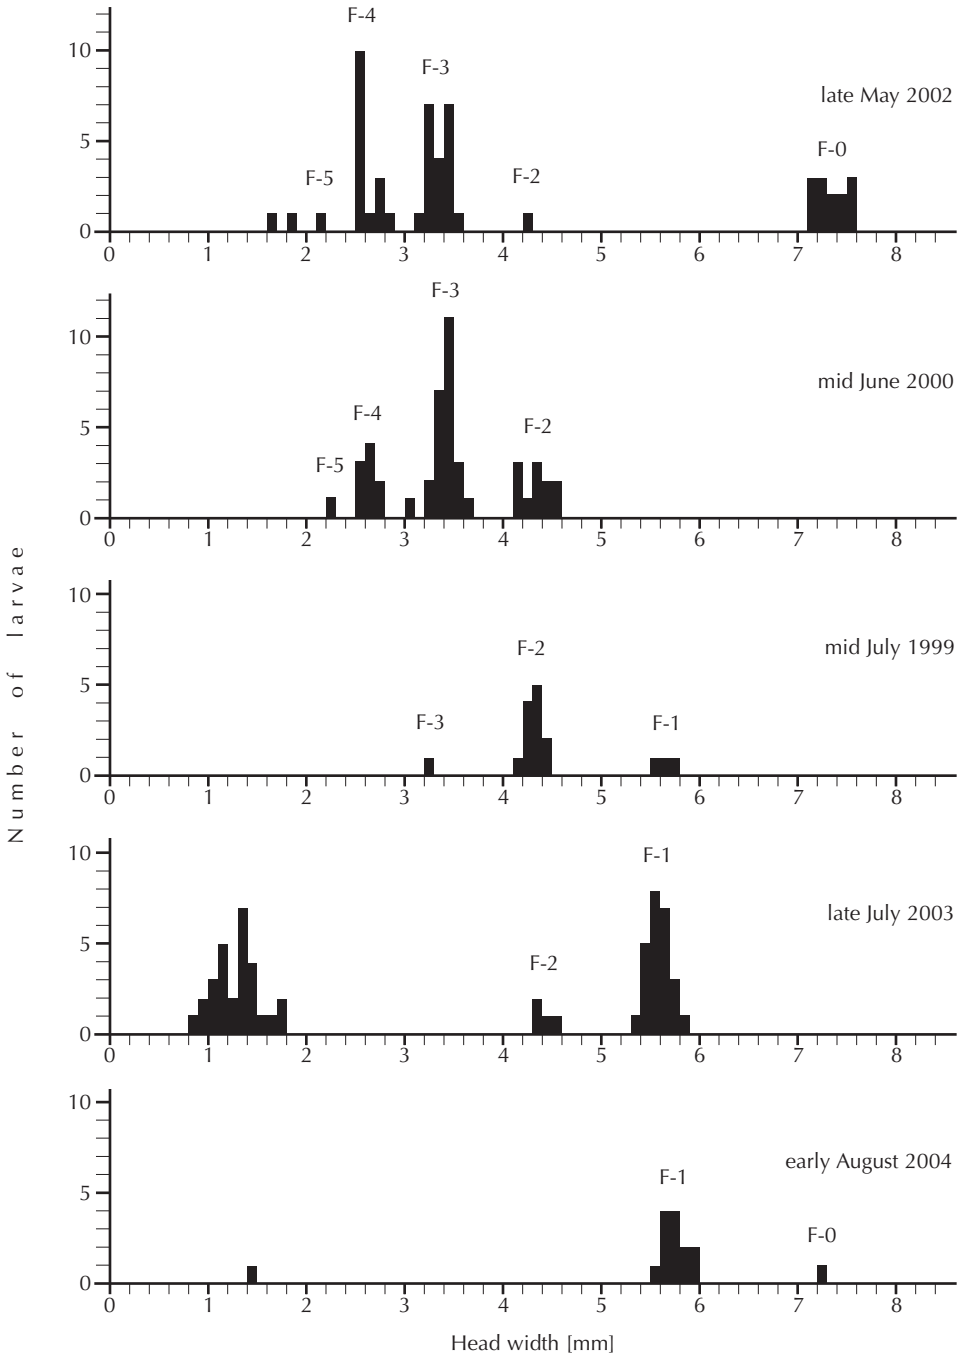 F-4
10
F-3
late May 2002
5
F-0
F-5
F-2
0
0 1 2 3 4 5 6 7 8
F-3
10
mid June 2000
F-4
5
F-2
F-5
0
0 1 2 3 4 5 6 7 8
Number of larvae
10
F-2
mid July 1999
5
F-3
F-1
0
0 1 2 3 4 5 6 7 8
10
F-1
late July 2003
5
F-2
0
0 1 2 3 4 5 6 7 8
10
early August 2004
F-1
5
F-0
0
0 1 2 3 4 5 6 7 8
Head width [mm]